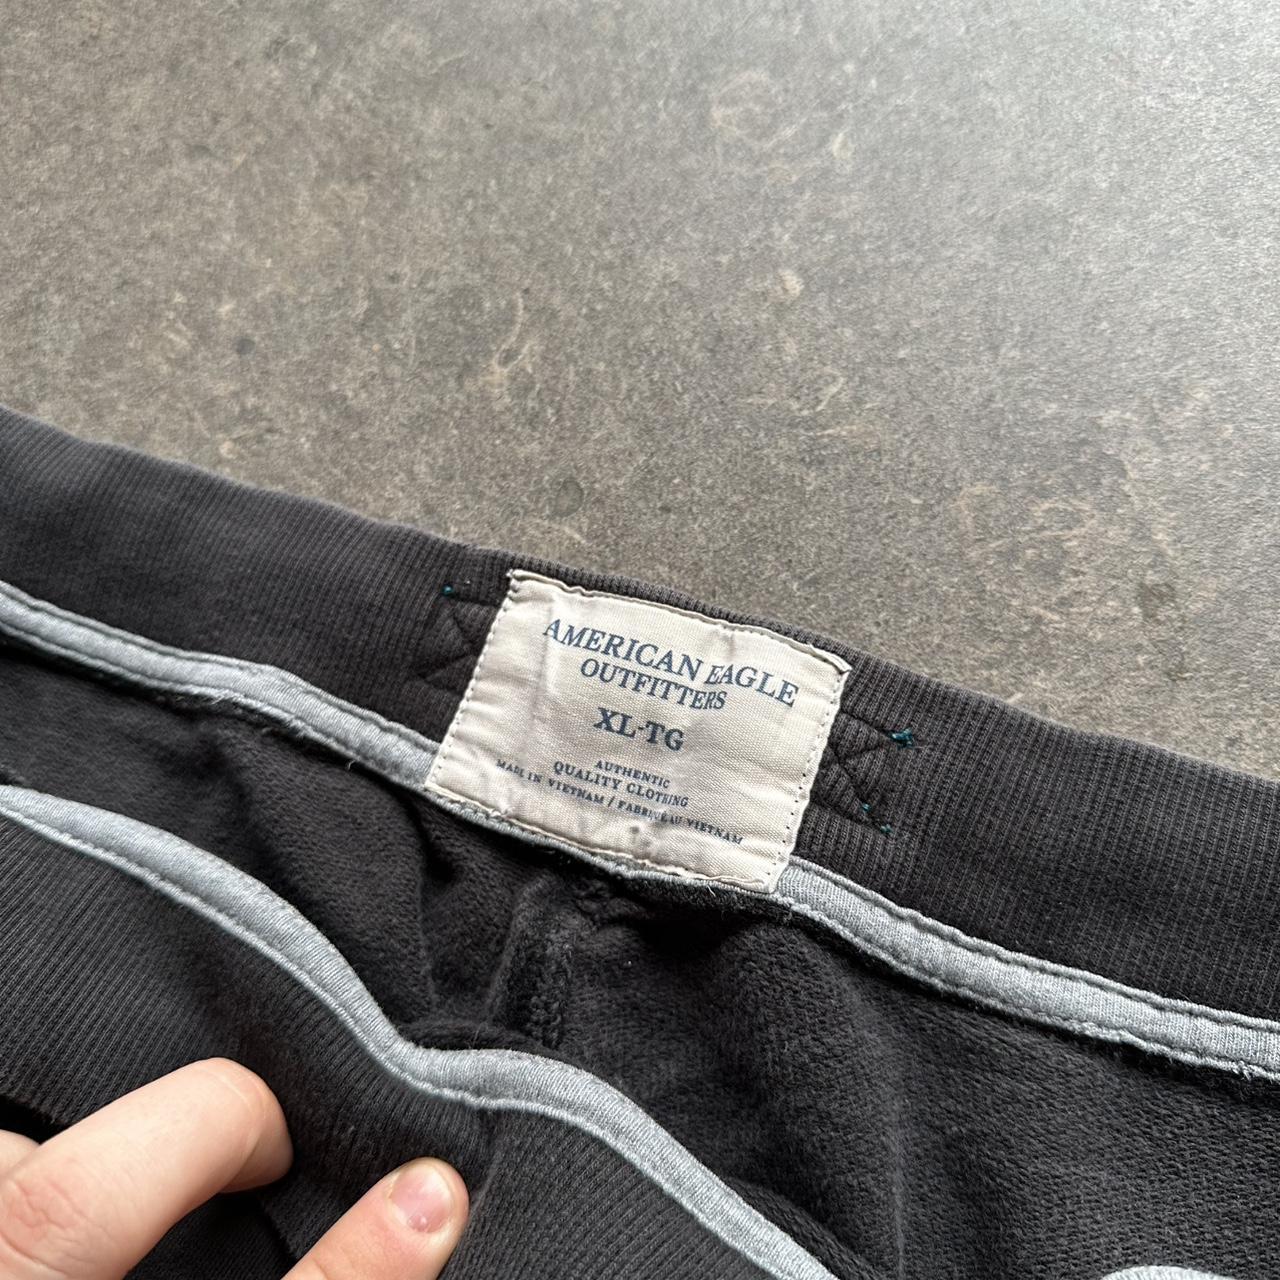 AMERICAN EAGLE
OUTFITTERS
XL-TG
AUTHENTIC
QUALITY CLOTHING
MADE IN VIETNAM / FABRIQUÉ AU VIETNAM